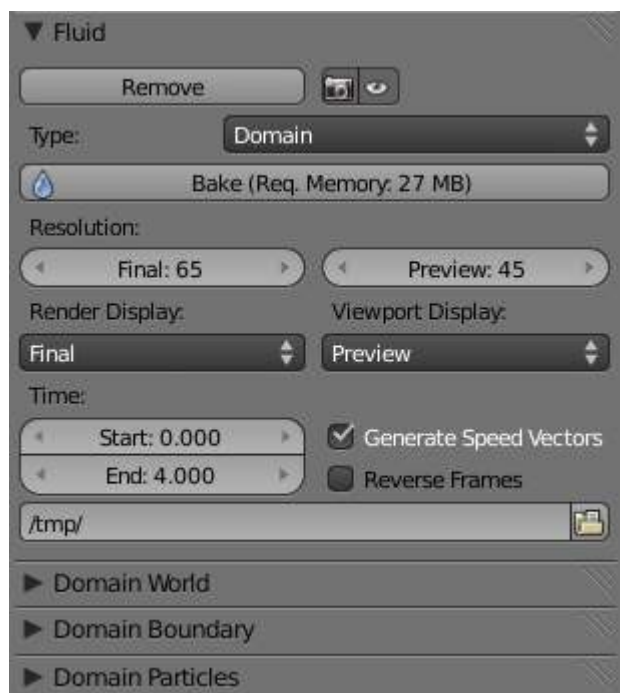 Fluid
Remove
Type: Domain
Bake (Req. Memory: 27 MB)
Resolution:
Final: 65 Preview: 45
Render Display: Viewport Display:
Final Preview
Time:
Start: 0.000 Generate Speed Vectors
End: 4.000 Reverse Frames
/tmp/
Domain World
Domain Boundary
Domain Particles